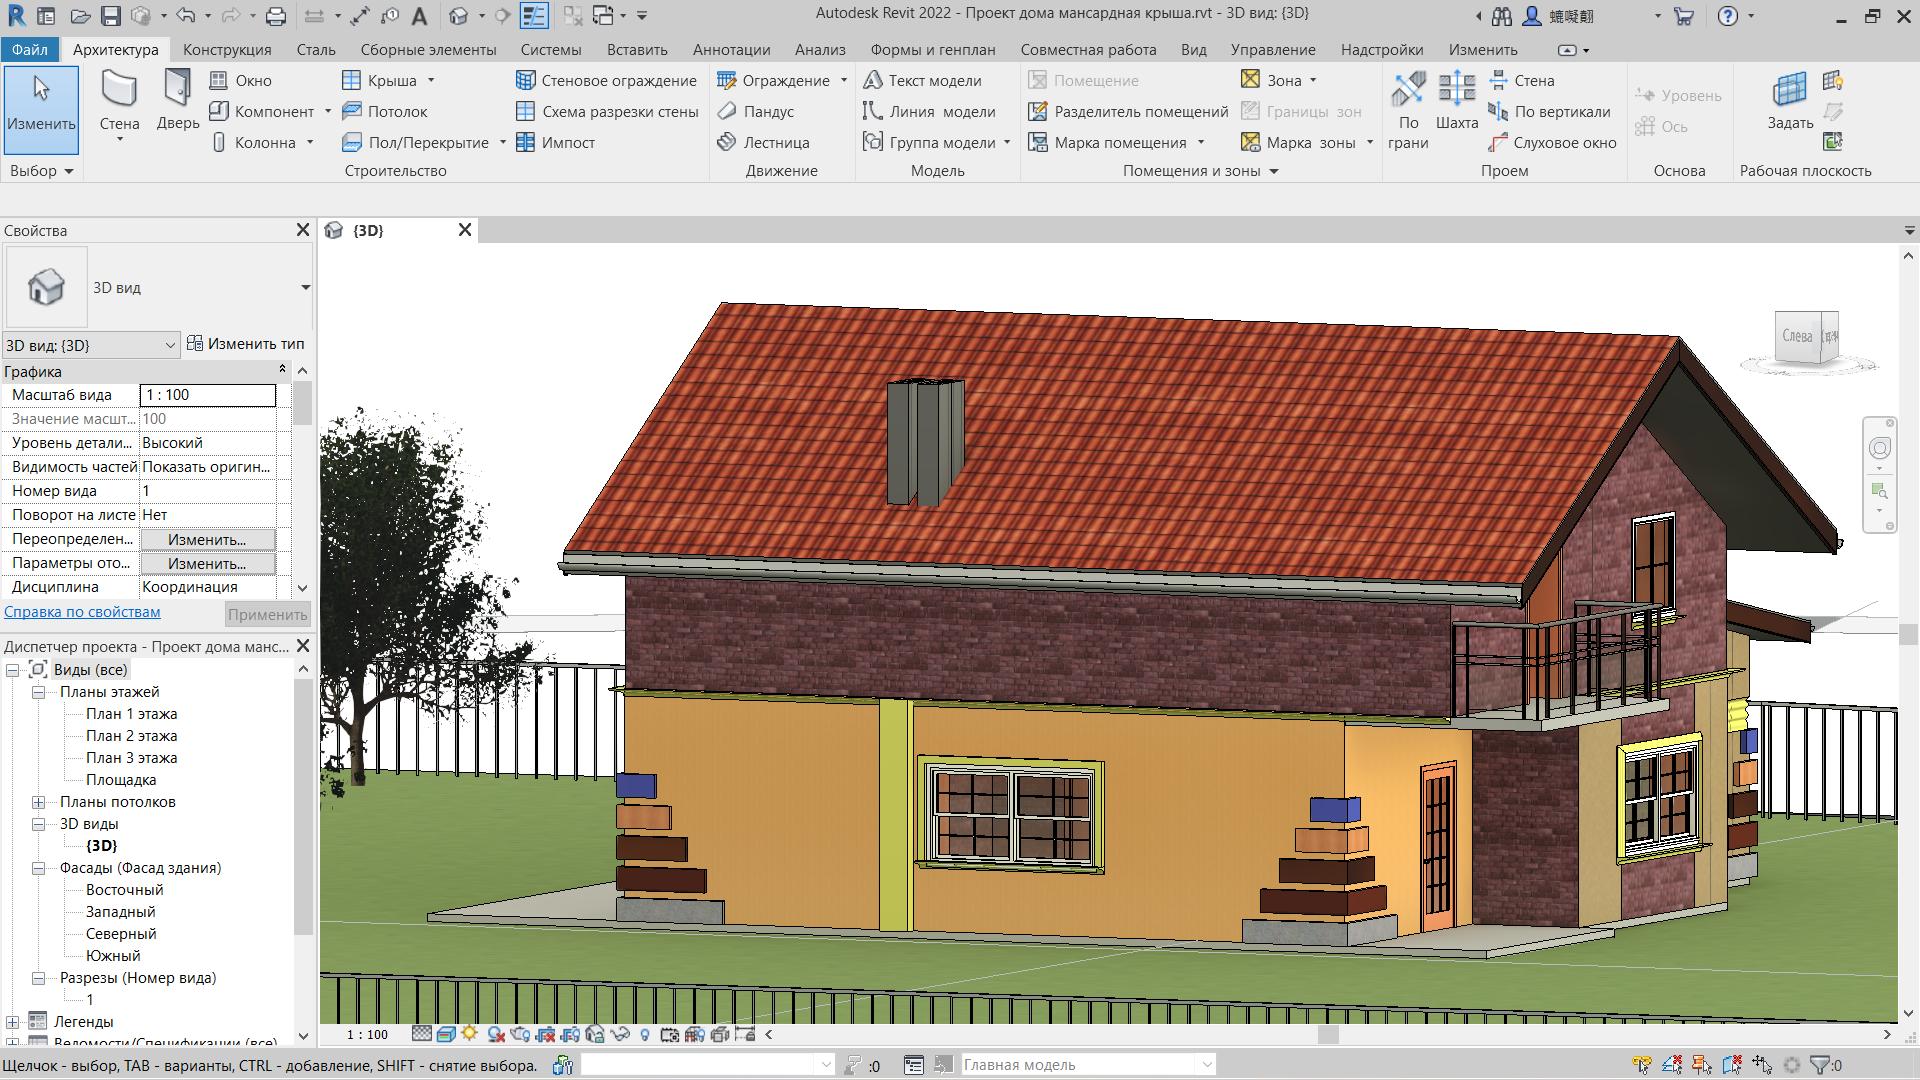 Autodesk Revit 2022 - Проект дома мансардная крыша.rvt - 3D вид: {3D}
Файл Архитектура Конструкция Сталь Сборные элементы Системы Вставить Аннотации Анализ Формы и генплан Совместная работа Вид Управление Надстройки Изменить
Изменить
Выбор
Стена
Дверь
Окно
Компонент
Колонна
Крыша
Потолок
Пол/Перекрытие
Стеновое ограждение
Схема разрезки стены
Импост
Строительство
Ограждение
Пандус
Лестница
Движение
Текст модели
Линия модели
Группа модели
Модель
Помещение
Разделитель помещений
Марка помещения
Зона
Границы зон
Марка зоны
Помещения и зоны
По грани
Шахта
Стена
По вертикали
Слуховое окно
Проем
Уровень
Ось
Основа
Задать
Рабочая плоскость
Свойства
3D вид
3D вид: {3D}
Изменить тип
Графика
Масштаб вида 1 : 100
Значение масшт... 100
Уровень детали... Высокий
Видимость частей Показать оригин...
Номер вида 1
Поворот на листе Нет
Переопределен... Изменить...
Параметры ото... Изменить...
Дисциплина Координация
Справка по свойствам Применить
Диспетчер проекта - Проект дома манс...
Виды (все)
Планы этажей
План 1 этажа
План 2 этажа
План 3 этажа
Площадка
Планы потолков
3D виды
{3D}
Фасады (Фасад здания)
Восточный
Западный
Северный
Южный
Разрезы (Номер вида)
1
Легенды
Ведомости/Спецификации (все)
{3D}
Слева
1 : 100
Щелчок - выбор, TAB - варианты, CTRL - добавление, SHIFT - снятие выбора.
:0
Главная модель
:0